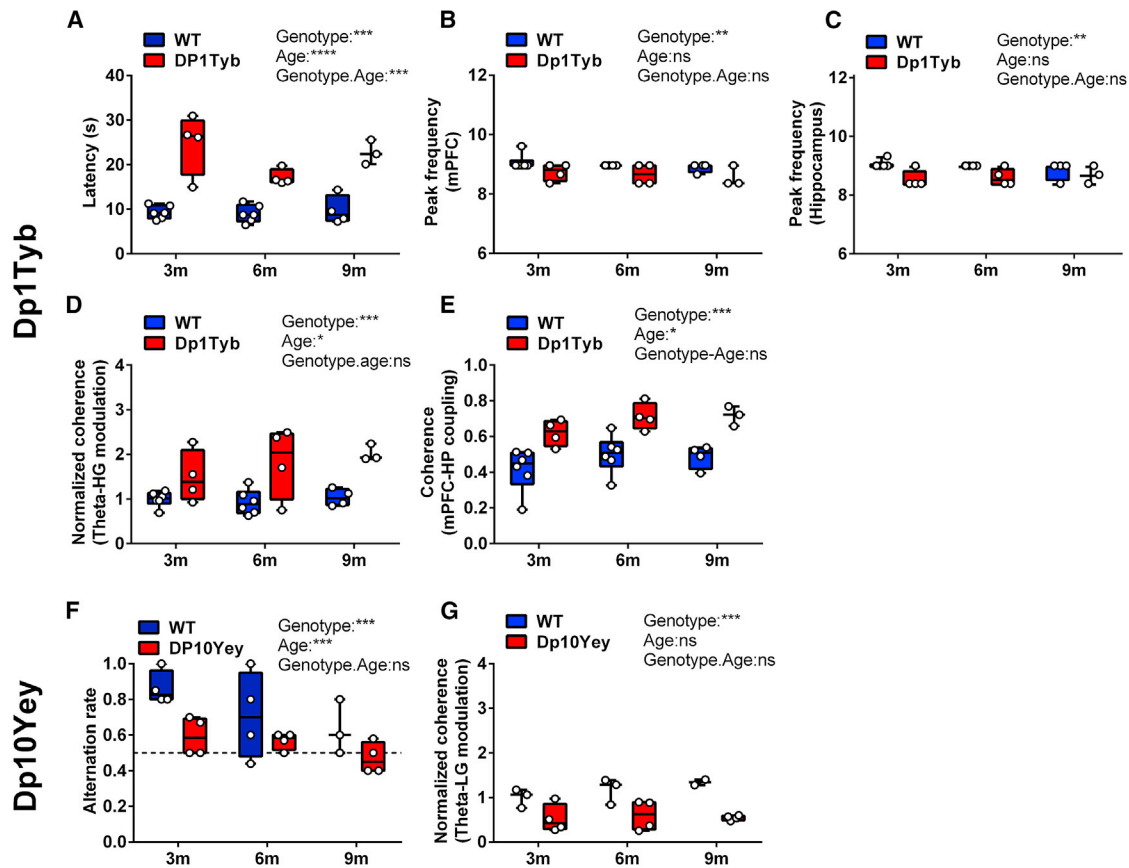 Dp1Tyb
A
WT
DP1Tyb
Genotype:***
Age:****
Genotype.Age:***
Latency (s)
40
30
20
10
0
3m 6m 9m
B
WT
Dp1Tyb
Genotype:**
Age:ns
Genotype.Age:ns
Peak frequency
(mPFC)
12
10
8
6
3m 6m 9m
C
WT
Dp1Tyb
Genotype:**
Age:ns
Genotype.Age:ns
Peak frequency
(Hippocampus)
12
10
8
6
3m 6m 9m
D
WT
Dp1Tyb
Genotype:***
Age:*
Genotype.age:ns
Normalized coherence
(Theta-HG modulation)
4
3
2
1
0
3m 6m 9m
E
WT
Dp1Tyb
Genotype:***
Age:*
Genotype-Age:ns
Coherence
(mPFC-HP coupling)
1.0
0.8
0.6
0.4
0.2
0.0
3m 6m 9m
Dp10Yey
F
WT
DP10Yey
Genotype:***
Age:***
Genotype.Age:ns
Alternation rate
1.0
0.8
0.6
0.4
0.2
0.0
3m 6m 9m
G
WT
Dp10Yey
Genotype:***
Age:ns
Genotype.Age:ns
Normalized coherence
(Theta-LG modulation)
4
3
2
1
0
3m 6m 9m